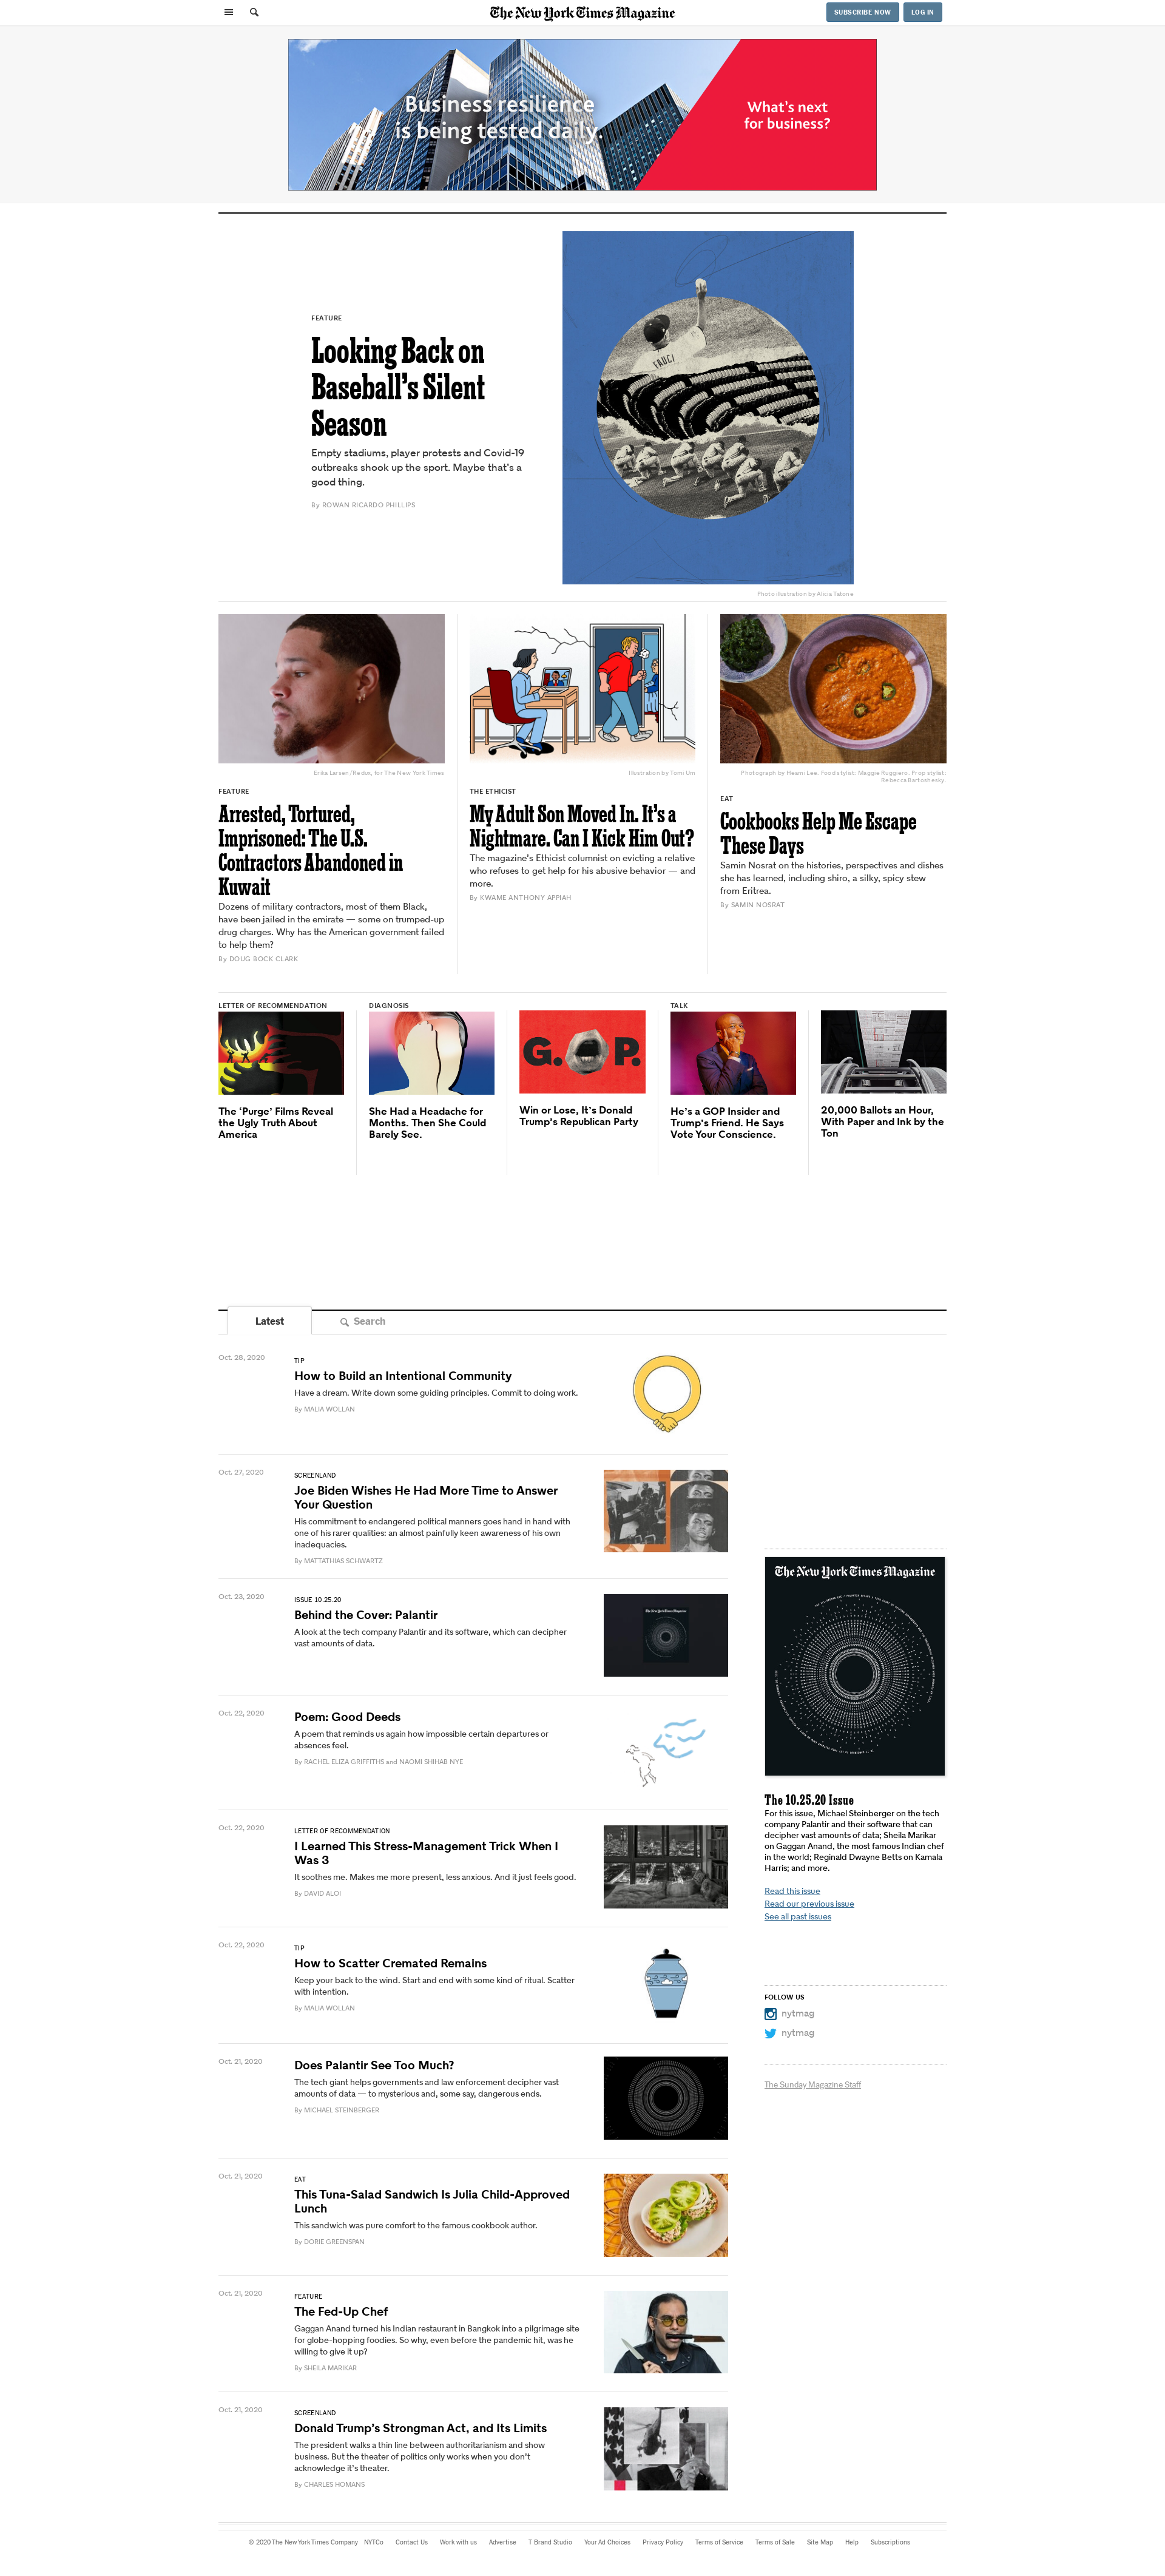 The New York Times Magazine
SUBSCRIBE NOW
LOG IN
Business resilience
is being tested daily.
What's next
for business?
FEATURE
Looking Back on
Baseball's Silent
Season
Empty stadiums, player protests and Covid-19
outbreaks shook up the sport. Maybe that's a
good thing.
By ROWAN RICARDO PHILLIPS
FAUCI
Photo illustration by Alicia Tatone
Erika Larsen/Redux, for The New York Times
FEATURE
Arrested, Tortured,
Imprisoned: The U.S.
Contractors Abandoned in
Kuwait
Dozens of military contractors, most of them Black,
have been jailed in the emirate — some on trumped-up
drug charges. Why has the American government failed
to help them?
By DOUG BOCK CLARK
Illustration by Tomi Um
THE ETHICIST
My Adult Son Moved In. It's a
Nightmare. Can I Kick Him Out?
The magazine's Ethicist columnist on evicting a relative
who refuses to get help for his abusive behavior — and
more.
By KWAME ANTHONY APPIAH
Photograph by Heami Lee. Food stylist: Maggie Ruggiero. Prop stylist:
Rebecca Bartoshesky.
EAT
Cookbooks Help Me Escape
These Days
Samin Nosrat on the histories, perspectives and dishes
she has learned, including shiro, a silky, spicy stew
from Eritrea.
By SAMIN NOSRAT
LETTER OF RECOMMENDATION
The 'Purge' Films Reveal
the Ugly Truth About
America
DIAGNOSIS
She Had a Headache for
Months. Then She Could
Barely See.
G.O.P.
Win or Lose, It's Donald
Trump's Republican Party
TALK
He's a GOP Insider and
Trump's Friend. He Says
Vote Your Conscience.
20,000 Ballots an Hour,
With Paper and Ink by the
Ton
Latest
Search
Oct. 28, 2020
TIP
How to Build an Intentional Community
Have a dream. Write down some guiding principles. Commit to doing work.
By MALIA WOLLAN
Oct. 27, 2020
SCREENLAND
Joe Biden Wishes He Had More Time to Answer
Your Question
His commitment to endangered political manners goes hand in hand with
one of his rarer qualities: an almost painfully keen awareness of his own
inadequacies.
By MATTATHIAS SCHWARTZ
Oct. 23, 2020
ISSUE 10.25.20
Behind the Cover: Palantir
A look at the tech company Palantir and its software, which can decipher
vast amounts of data.
Oct. 22, 2020
Poem: Good Deeds
A poem that reminds us again how impossible certain departures or
absences feel.
By RACHEL ELIZA GRIFFITHS and NAOMI SHIHAB NYE
Oct. 22, 2020
LETTER OF RECOMMENDATION
I Learned This Stress-Management Trick When I
Was 3
It soothes me. Makes me more present, less anxious. And it just feels good.
By DAVID ALOI
Oct. 22, 2020
TIP
How to Scatter Cremated Remains
Keep your back to the wind. Start and end with some kind of ritual. Scatter
with intention.
By MALIA WOLLAN
Oct. 21, 2020
Does Palantir See Too Much?
The tech giant helps governments and law enforcement decipher vast
amounts of data — to mysterious and, some say, dangerous ends.
By MICHAEL STEINBERGER
Oct. 21, 2020
EAT
This Tuna-Salad Sandwich Is Julia Child-Approved
Lunch
This sandwich was pure comfort to the famous cookbook author.
By DORIE GREENSPAN
Oct. 21, 2020
FEATURE
The Fed-Up Chef
Gaggan Anand turned his Indian restaurant in Bangkok into a pilgrimage site
for globe-hopping foodies. So why, even before the pandemic hit, was he
willing to give it up?
By SHEILA MARIKAR
Oct. 21, 2020
SCREENLAND
Donald Trump's Strongman Act, and Its Limits
The president walks a thin line between authoritarianism and show
business. But the theater of politics only works when you don't
acknowledge it's theater.
By CHARLES HOMANS
The New York Times Magazine
The 10.25.20 Issue
For this issue, Michael Steinberger on the tech
company Palantir and their software that can
decipher vast amounts of data; Sheila Marikar
on Gaggan Anand, the most famous Indian chef
in the world; Reginald Dwayne Betts on Kamala
Harris; and more.
Read this issue
Read our previous issue
See all past issues
FOLLOW US
nytmag
nytmag
The Sunday Magazine Staff
© 2020 The New York Times Company NYTCo Contact Us Work with us Advertise T Brand Studio Your Ad Choices Privacy Policy Terms of Service Terms of Sale Site Map Help Subscriptions